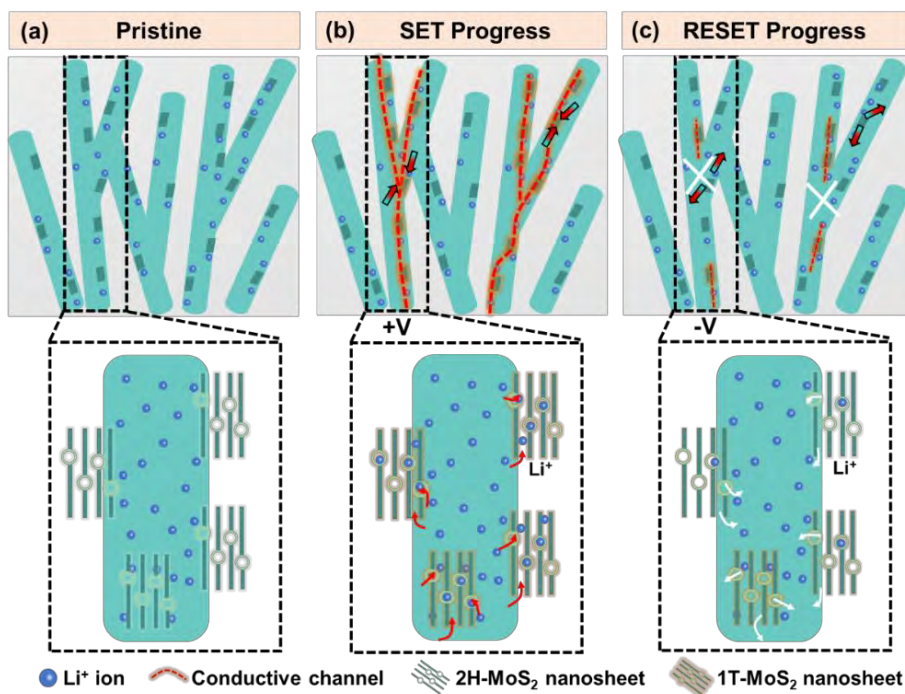 (a) Pristine
(b) SET Progress
(c) RESET Progress
+V
-V
Li⁺
Li⁺
Li⁺ ion
Conductive channel
2H-MoS₂ nanosheet
1T-MoS₂ nanosheet